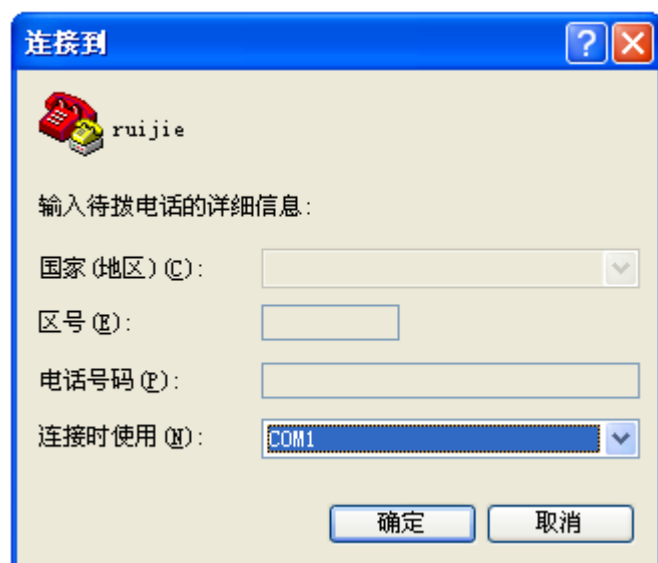 连接到
ruijie
输入待拨电话的详细信息:
国家(地区)(C):
区号(E):
电话号码(P):
连接时使用(N): COM1
确定 取消